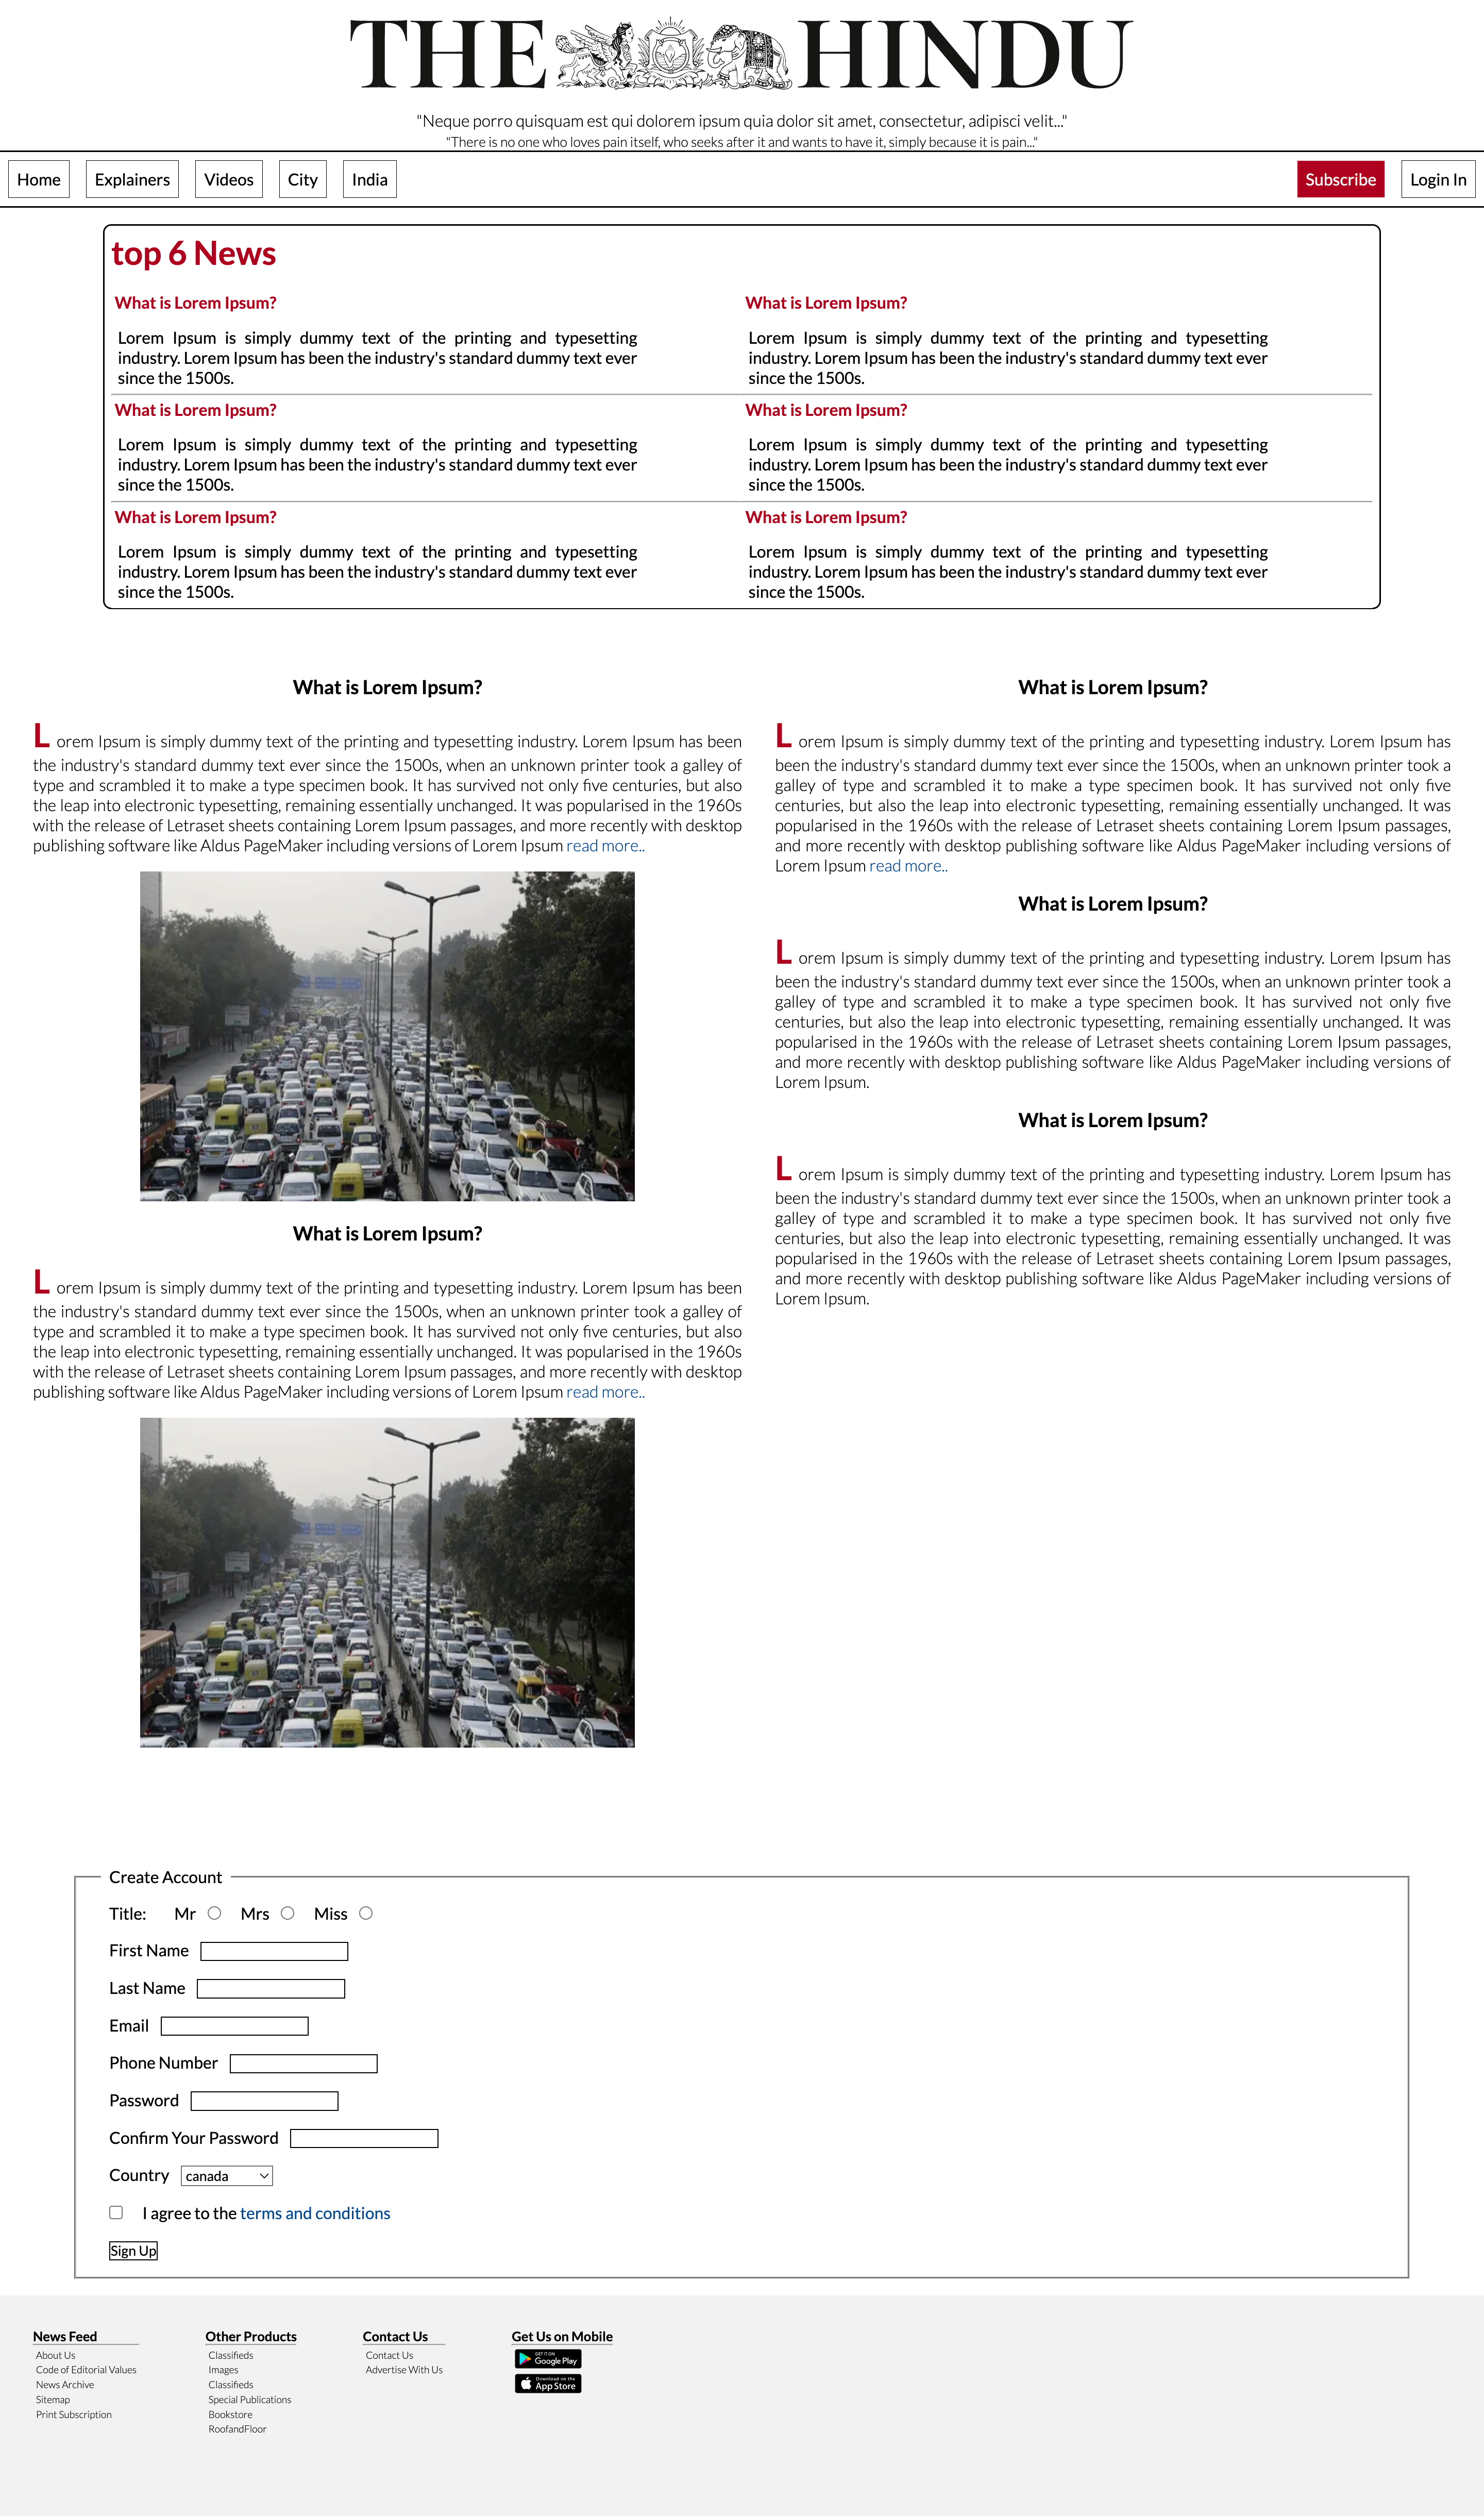 THE HINDU
"Neque porro quisquam est qui dolorem ipsum quia dolor sit amet, consectetur, adipisci velit..."
"There is no one who loves pain itself, who seeks after it and wants to have it, simply because it is pain..."
Home Explainers Videos City India Subscribe Login In
top 6 News
What is Lorem Ipsum?
Lorem Ipsum is simply dummy text of the printing and typesetting
industry. Lorem Ipsum has been the industry's standard dummy text ever
since the 1500s.
What is Lorem Ipsum?
Lorem Ipsum is simply dummy text of the printing and typesetting
industry. Lorem Ipsum has been the industry's standard dummy text ever
since the 1500s.
What is Lorem Ipsum?
Lorem Ipsum is simply dummy text of the printing and typesetting
industry. Lorem Ipsum has been the industry's standard dummy text ever
since the 1500s.
What is Lorem Ipsum?
Lorem Ipsum is simply dummy text of the printing and typesetting
industry. Lorem Ipsum has been the industry's standard dummy text ever
since the 1500s.
What is Lorem Ipsum?
Lorem Ipsum is simply dummy text of the printing and typesetting
industry. Lorem Ipsum has been the industry's standard dummy text ever
since the 1500s.
What is Lorem Ipsum?
Lorem Ipsum is simply dummy text of the printing and typesetting
industry. Lorem Ipsum has been the industry's standard dummy text ever
since the 1500s.
What is Lorem Ipsum?
Lorem Ipsum is simply dummy text of the printing and typesetting industry. Lorem Ipsum has been
the industry's standard dummy text ever since the 1500s, when an unknown printer took a galley of
type and scrambled it to make a type specimen book. It has survived not only five centuries, but also
the leap into electronic typesetting, remaining essentially unchanged. It was popularised in the 1960s
with the release of Letraset sheets containing Lorem Ipsum passages, and more recently with desktop
publishing software like Aldus PageMaker including versions of Lorem Ipsum read more..
What is Lorem Ipsum?
Lorem Ipsum is simply dummy text of the printing and typesetting industry. Lorem Ipsum has been
the industry's standard dummy text ever since the 1500s, when an unknown printer took a galley of
type and scrambled it to make a type specimen book. It has survived not only five centuries, but also
the leap into electronic typesetting, remaining essentially unchanged. It was popularised in the 1960s
with the release of Letraset sheets containing Lorem Ipsum passages, and more recently with desktop
publishing software like Aldus PageMaker including versions of Lorem Ipsum read more..
What is Lorem Ipsum?
Lorem Ipsum is simply dummy text of the printing and typesetting industry. Lorem Ipsum has
been the industry's standard dummy text ever since the 1500s, when an unknown printer took a
galley of type and scrambled it to make a type specimen book. It has survived not only five
centuries, but also the leap into electronic typesetting, remaining essentially unchanged. It was
popularised in the 1960s with the release of Letraset sheets containing Lorem Ipsum passages,
and more recently with desktop publishing software like Aldus PageMaker including versions of
Lorem Ipsum read more..
What is Lorem Ipsum?
Lorem Ipsum is simply dummy text of the printing and typesetting industry. Lorem Ipsum has
been the industry's standard dummy text ever since the 1500s, when an unknown printer took a
galley of type and scrambled it to make a type specimen book. It has survived not only five
centuries, but also the leap into electronic typesetting, remaining essentially unchanged. It was
popularised in the 1960s with the release of Letraset sheets containing Lorem Ipsum passages,
and more recently with desktop publishing software like Aldus PageMaker including versions of
Lorem Ipsum.
What is Lorem Ipsum?
Lorem Ipsum is simply dummy text of the printing and typesetting industry. Lorem Ipsum has
been the industry's standard dummy text ever since the 1500s, when an unknown printer took a
galley of type and scrambled it to make a type specimen book. It has survived not only five
centuries, but also the leap into electronic typesetting, remaining essentially unchanged. It was
popularised in the 1960s with the release of Letraset sheets containing Lorem Ipsum passages,
and more recently with desktop publishing software like Aldus PageMaker including versions of
Lorem Ipsum.
Create Account
Title: Mr Mrs Miss
First Name
Last Name
Email
Phone Number
Password
Confirm Your Password
Country canada
I agree to the terms and conditions
Sign Up
News Feed
About Us
Code of Editorial Values
News Archive
Sitemap
Print Subscription
Other Products
Classifieds
Images
Classifieds
Special Publications
Bookstore
RoofandFloor
Contact Us
Contact Us
Advertise With Us
Get Us on Mobile
GET IT ON
Google Play
Download on the
App Store